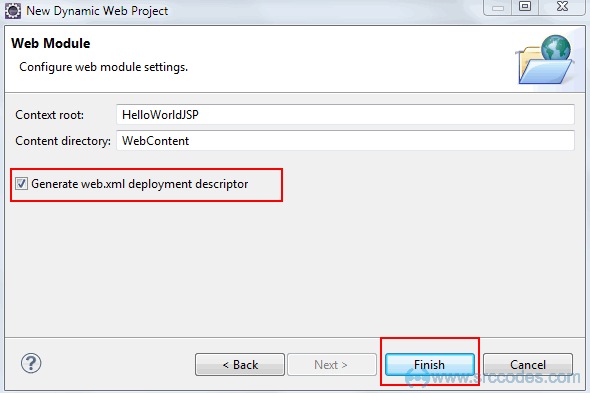 New Dynamic Web Project
Web Module
Configure web module settings.
Context root: HelloWorldJSP
Content directory: WebContent
Generate web.xml deployment descriptor
? < Back Next > Finish Cancel
www.srccodes.com